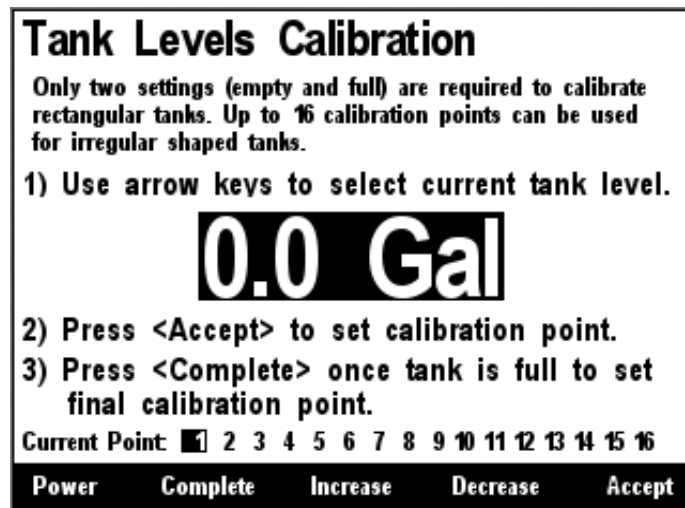 Tank Levels Calibration
Only two settings (empty and full) are required to calibrate
rectangular tanks. Up to 16 calibration points can be used
for irregular shaped tanks.
1) Use arrow keys to select current tank level.
0.0 Gal
2) Press <Accept> to set calibration point.
3) Press <Complete> once tank is full to set
final calibration point.
Current Point: 1 2 3 4 5 6 7 8 9 10 11 12 13 14 15 16
Power Complete Increase Decrease Accept